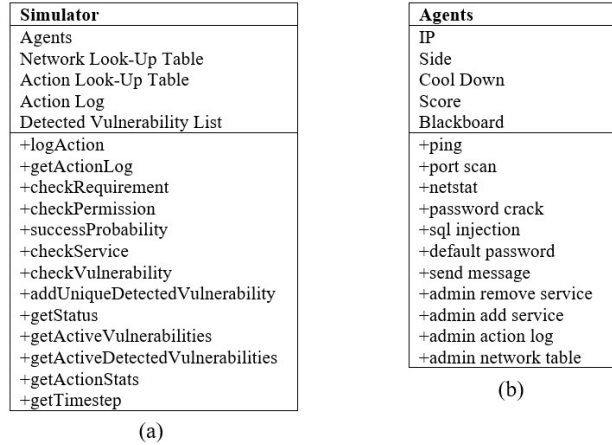 Simulator
Agents
Network Look-Up Table
Action Look-Up Table
Action Log
Detected Vulnerability List
+logAction
+getActionLog
+checkRequirement
+checkPermission
+successProbability
+checkService
+checkVulnerability
+addUniqueDetectedVulnerability
+getStatus
+getActiveVulnerabilities
+getActiveDetectedVulnerabilities
+getActionStats
+getTimestep
(a)
Agents
IP
Side
Cool Down
Score
Blackboard
+ping
+port scan
+netstat
+password crack
+sql injection
+default password
+send message
+admin remove service
+admin add service
+admin action log
+admin network table
(b)